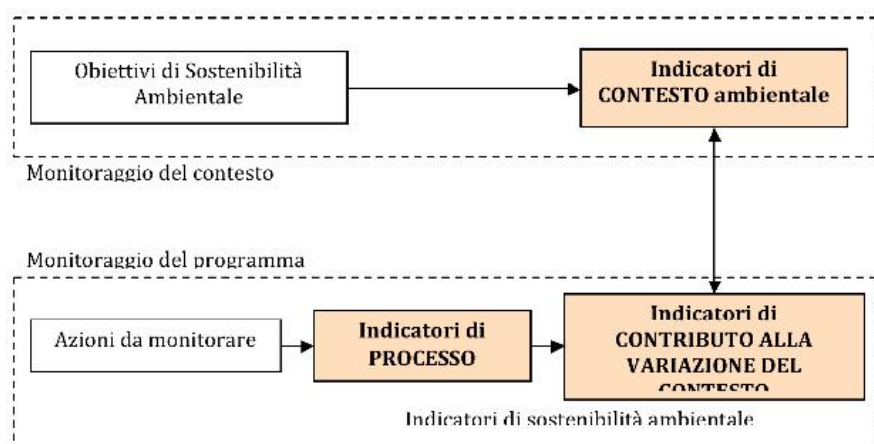 Obiettivi di Sostenibilità
Ambientale
Indicatori di
CONTESTO ambientale
Monitoraggio del contesto
Monitoraggio del programma
Azioni da monitorare
Indicatori di
PROCESSO
Indicatori di
CONTRIBUTO ALLA
VARIAZIONE DEL
CONTESTO
Indicatori di sostenibilità ambientale